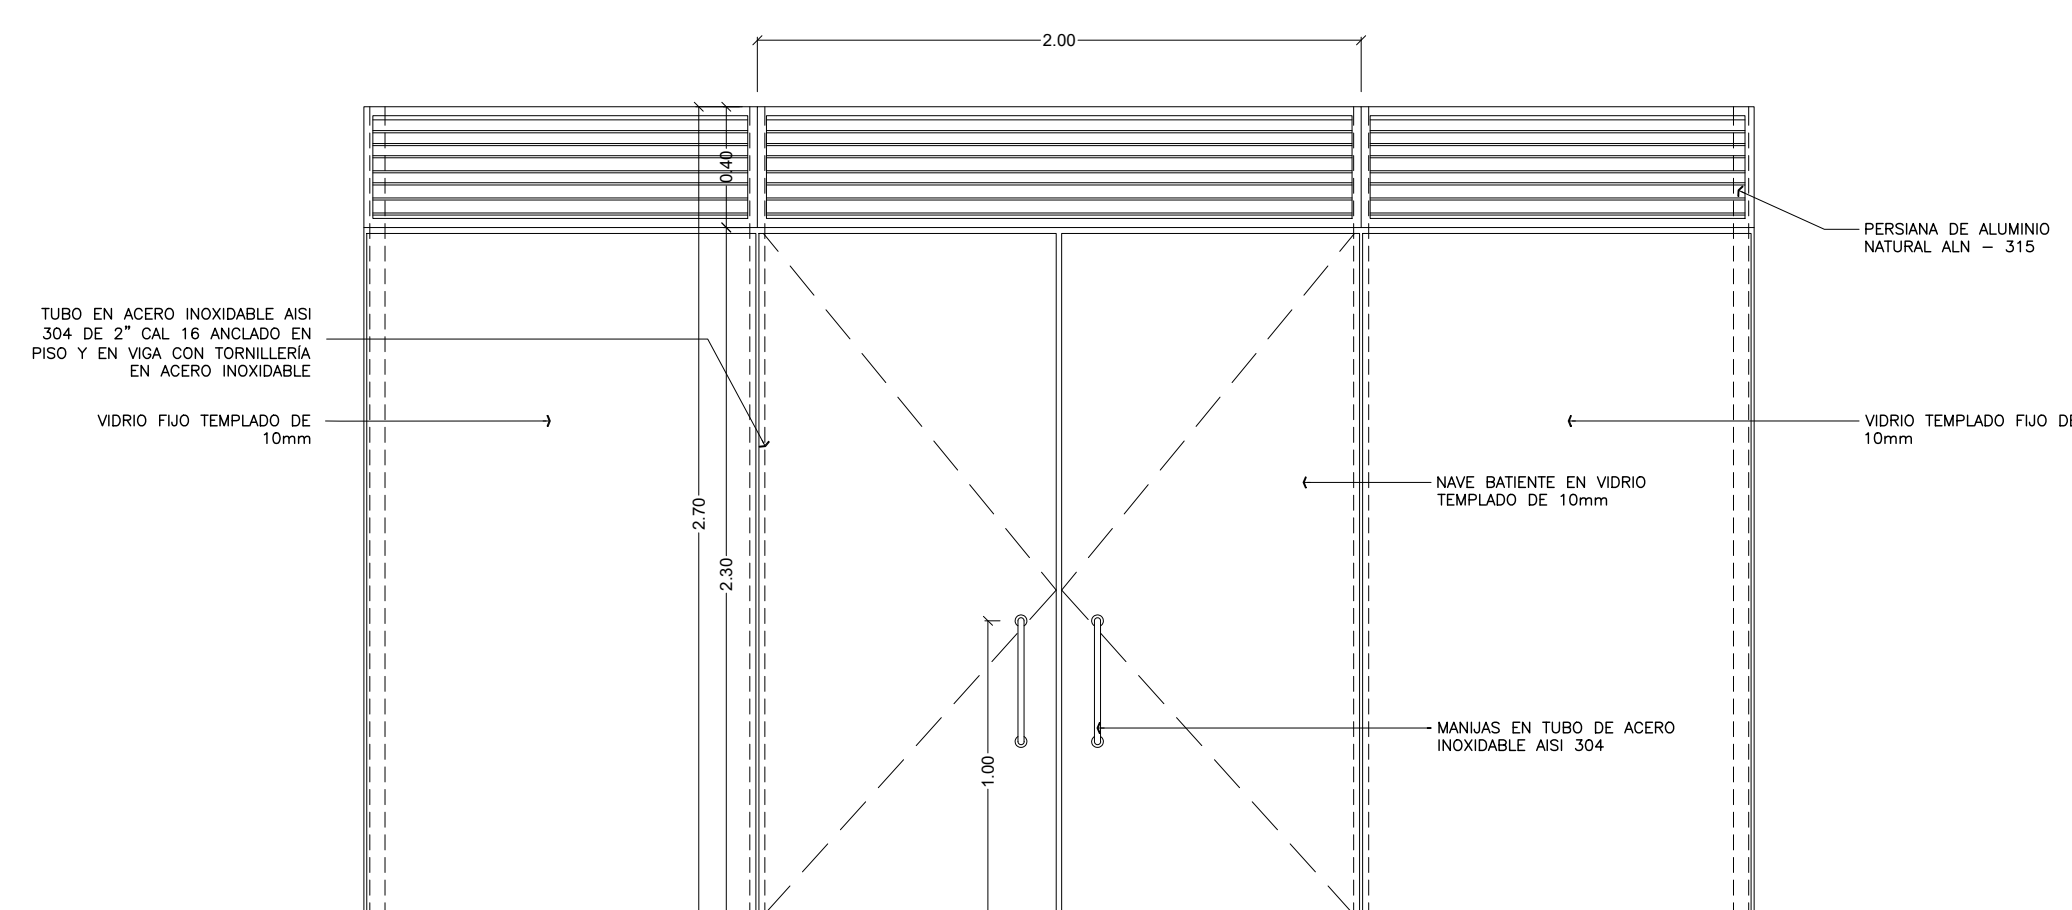 2.00
0.40
PERSIANA DE ALUMINIO
NATURAL ALN – 315
TUBO EN ACERO INOXIDABLE AISI
304 DE 2" CAL 16 ANCLADO EN
PISO Y EN VIGA CON TORNILLERÍA
EN ACERO INOXIDABLE
VIDRIO FIJO TEMPLADO DE
10mm
VIDRIO TEMPLADO FIJO DE
10mm
NAVE BATIENTE EN VIDRIO
TEMPLADO DE 10mm
2.70
2.30
MANIJAS EN TUBO DE ACERO
INOXIDABLE AISI 304
1.00